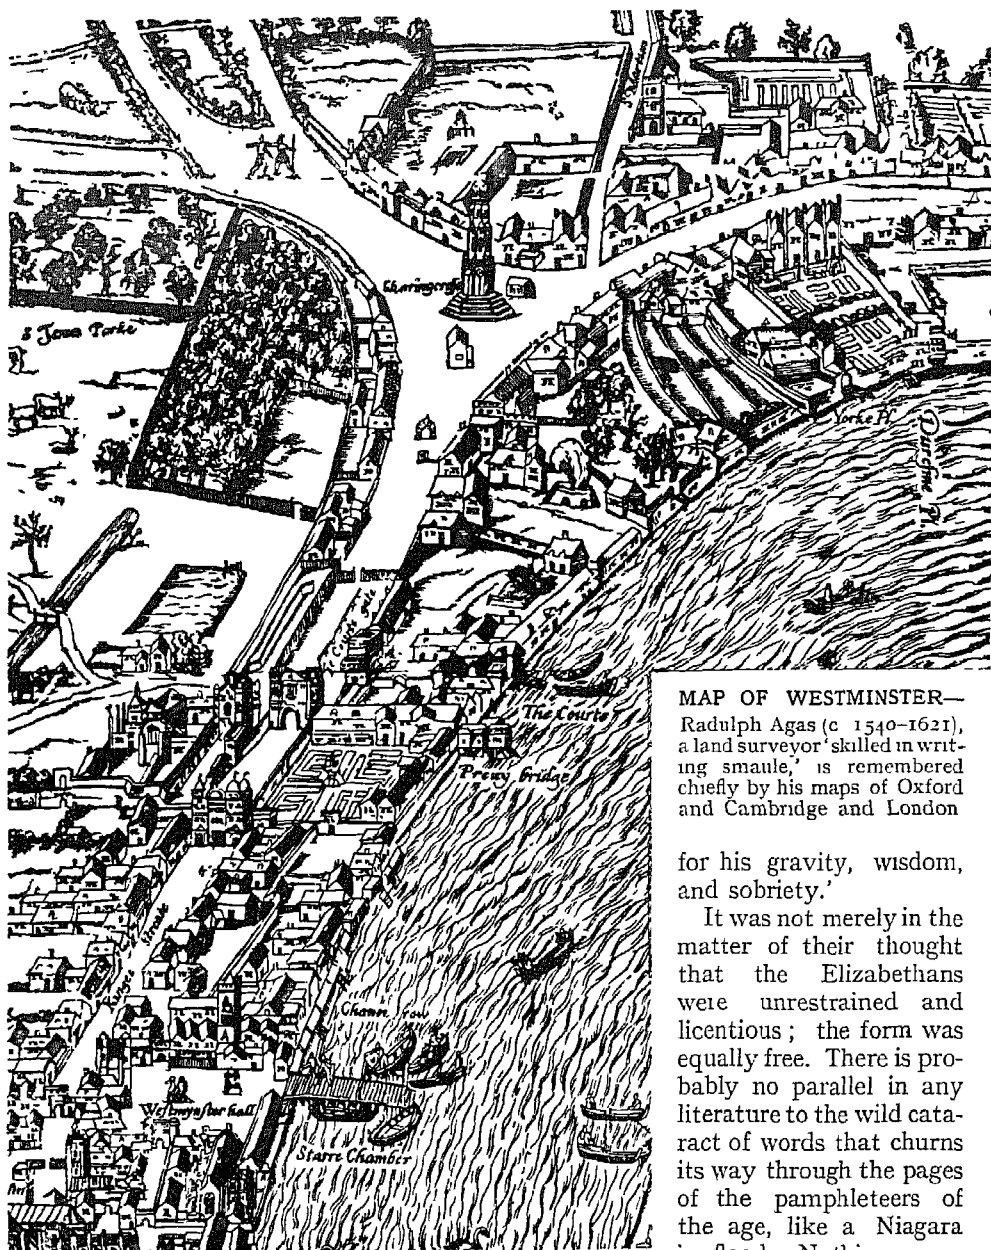 Charingcrosse
S Jems Parke
Yorke Pl
The Courte
Preuy bridge
Westmynster hall
Starre Chamber
MAP OF WESTMINSTER—
Radulph Agas (c 1540–1621),
a land surveyor 'skilled in writ-
ing smaule,' is remembered
chiefly by his maps of Oxford
and Cambridge and London
for his gravity, wisdom,
and sobriety.'
It was not merely in the
matter of their thought
that the Elizabethans
were unrestrained and
licentious ; the form was
equally free. There is pro-
bably no parallel in any
literature to the wild cata-
ract of words that churns
its way through the pages
of the pamphleteers of
the age, like a Niagara